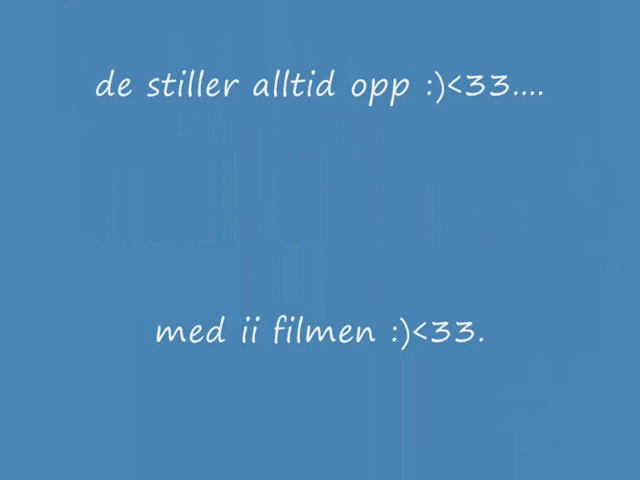 de stiller alltid opp :)<33....
med ii filmen :)<33.